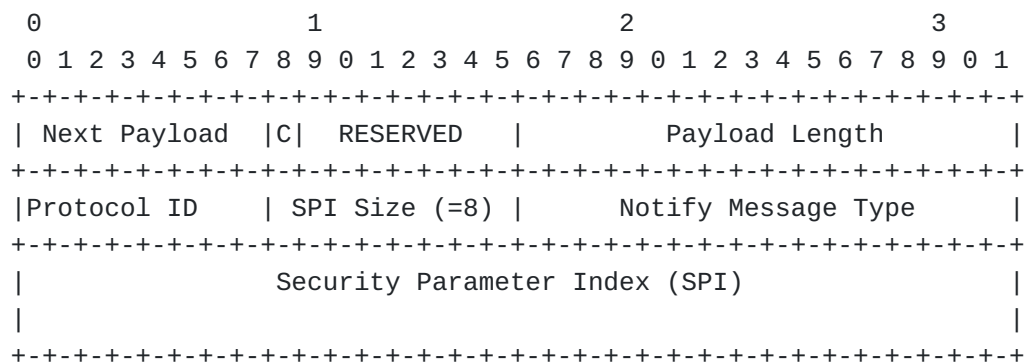 0                   1                   2                   3
 0 1 2 3 4 5 6 7 8 9 0 1 2 3 4 5 6 7 8 9 0 1 2 3 4 5 6 7 8 9 0 1
+-+-+-+-+-+-+-+-+-+-+-+-+-+-+-+-+-+-+-+-+-+-+-+-+-+-+-+-+-+-+-+-+
| Next Payload  |C|  RESERVED   |         Payload Length        |
+-+-+-+-+-+-+-+-+-+-+-+-+-+-+-+-+-+-+-+-+-+-+-+-+-+-+-+-+-+-+-+-+
|Protocol ID    | SPI Size (=8) |      Notify Message Type      |
+-+-+-+-+-+-+-+-+-+-+-+-+-+-+-+-+-+-+-+-+-+-+-+-+-+-+-+-+-+-+-+-+
|                Security Parameter Index (SPI)                 |
|                                                               |
+-+-+-+-+-+-+-+-+-+-+-+-+-+-+-+-+-+-+-+-+-+-+-+-+-+-+-+-+-+-+-+-+